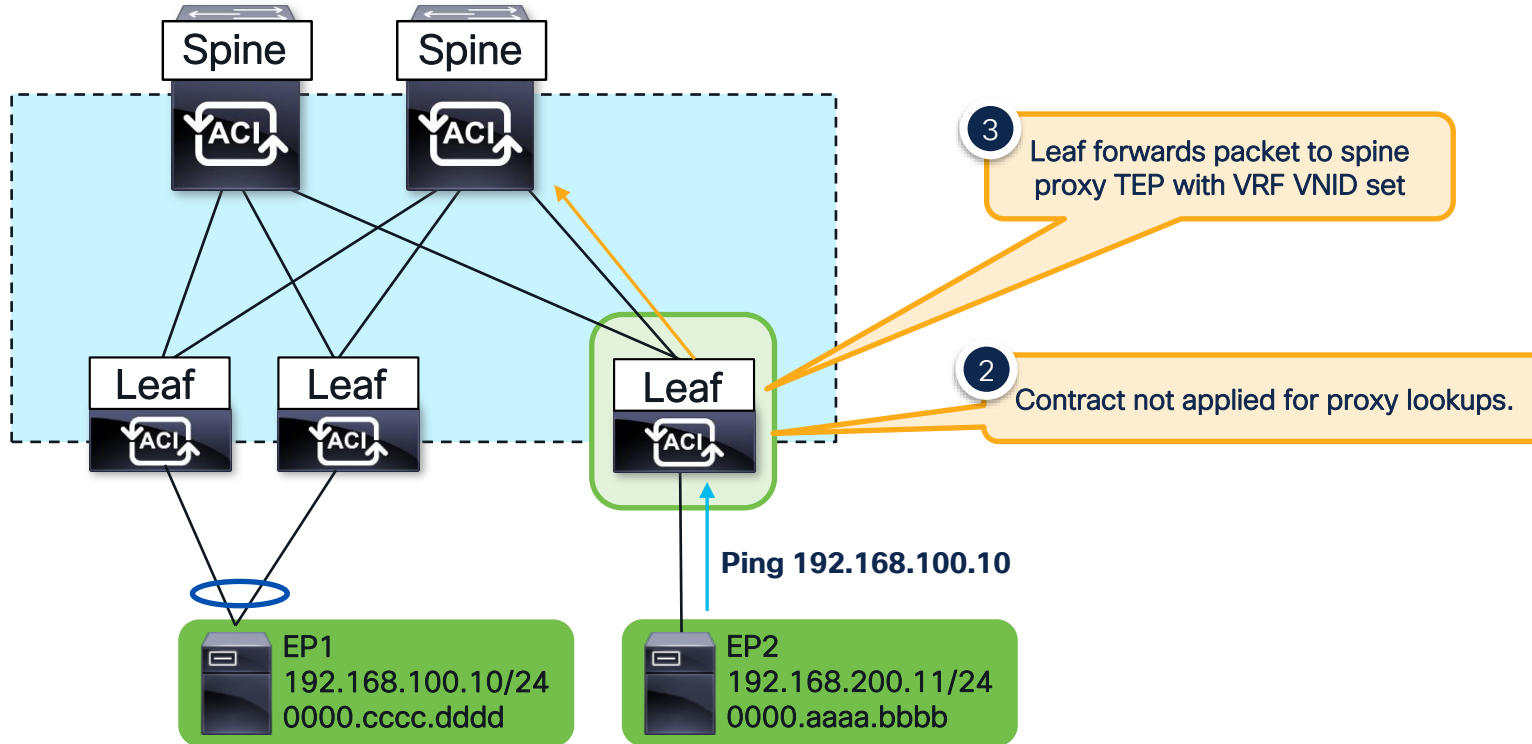 Spine
Spine
ACI
ACI
3
Leaf forwards packet to spine
proxy TEP with VRF VNID set
2
Contract not applied for proxy lookups.
Leaf
Leaf
Leaf
ACI
ACI
ACI
Ping 192.168.100.10
EP1
192.168.100.10/24
0000.cccc.dddd
EP2
192.168.200.11/24
0000.aaaa.bbbb